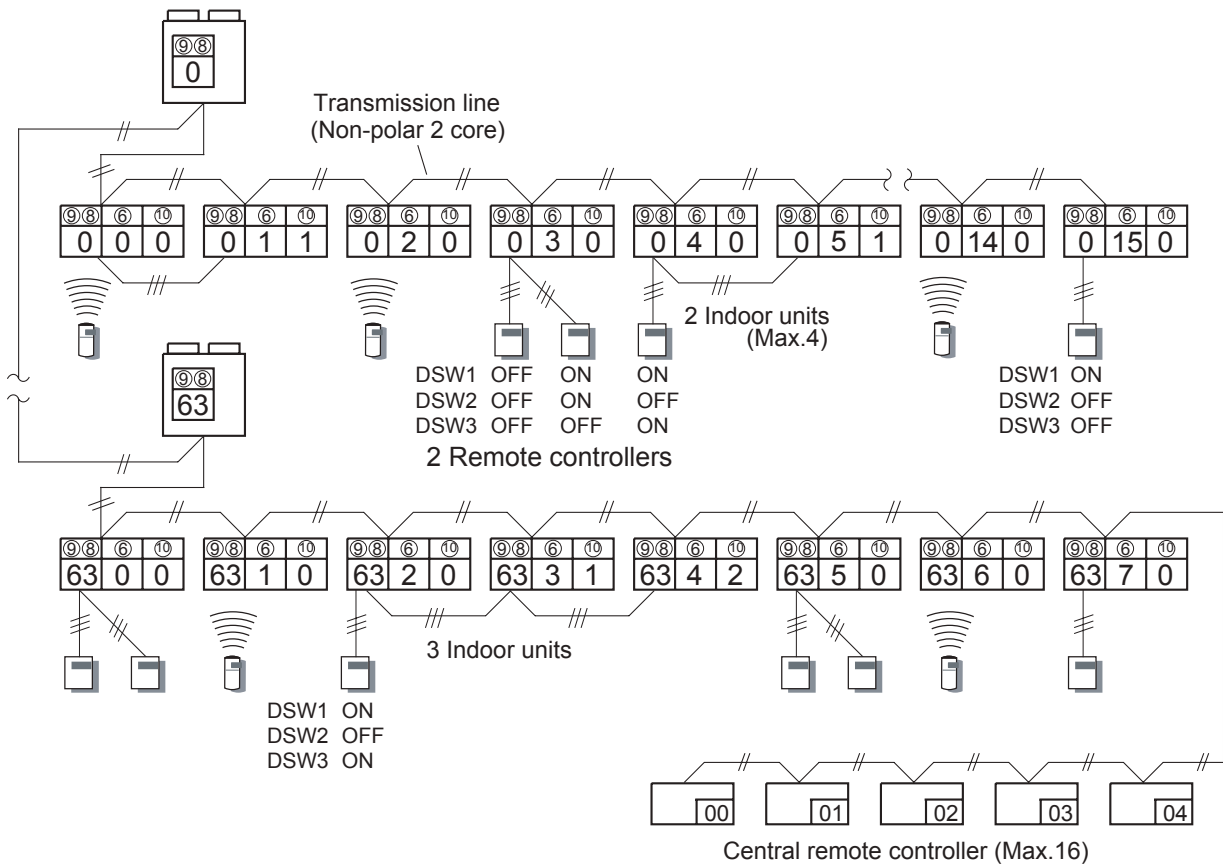 ⑨⑧
0
Transmission line
(Non-polar 2 core)
⑨⑧ ⑥ ⑩ ⑨⑧ ⑥ ⑩ ⑨⑧ ⑥ ⑩ ⑨⑧ ⑥ ⑩ ⑨⑧ ⑥ ⑩ ⑨⑧ ⑥ ⑩ ⑨⑧ ⑥ ⑩ ⑨⑧ ⑥ ⑩
0 0 0 0 1 1 0 2 0 0 3 0 0 4 0 0 5 1 0 14 0 0 15 0
2 Indoor units
(Max.4)
⑨⑧
63
DSW1 OFF ON ON DSW1 ON
DSW2 OFF ON OFF DSW2 OFF
DSW3 OFF OFF ON DSW3 OFF
2 Remote controllers
⑨⑧ ⑥ ⑩ ⑨⑧ ⑥ ⑩ ⑨⑧ ⑥ ⑩ ⑨⑧ ⑥ ⑩ ⑨⑧ ⑥ ⑩ ⑨⑧ ⑥ ⑩ ⑨⑧ ⑥ ⑩ ⑨⑧ ⑥ ⑩
63 0 0 63 1 0 63 2 0 63 3 1 63 4 2 63 5 0 63 6 0 63 7 0
3 Indoor units
DSW1 ON
DSW2 OFF
DSW3 ON
00 01 02 03 04
Central remote controller (Max.16)